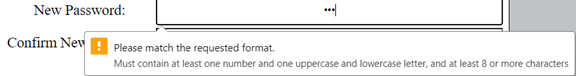 New Password: •••
Confirm New
Please match the requested format.
Must contain at least one number and one uppercase and lowercase letter, and at least 8 or more characters